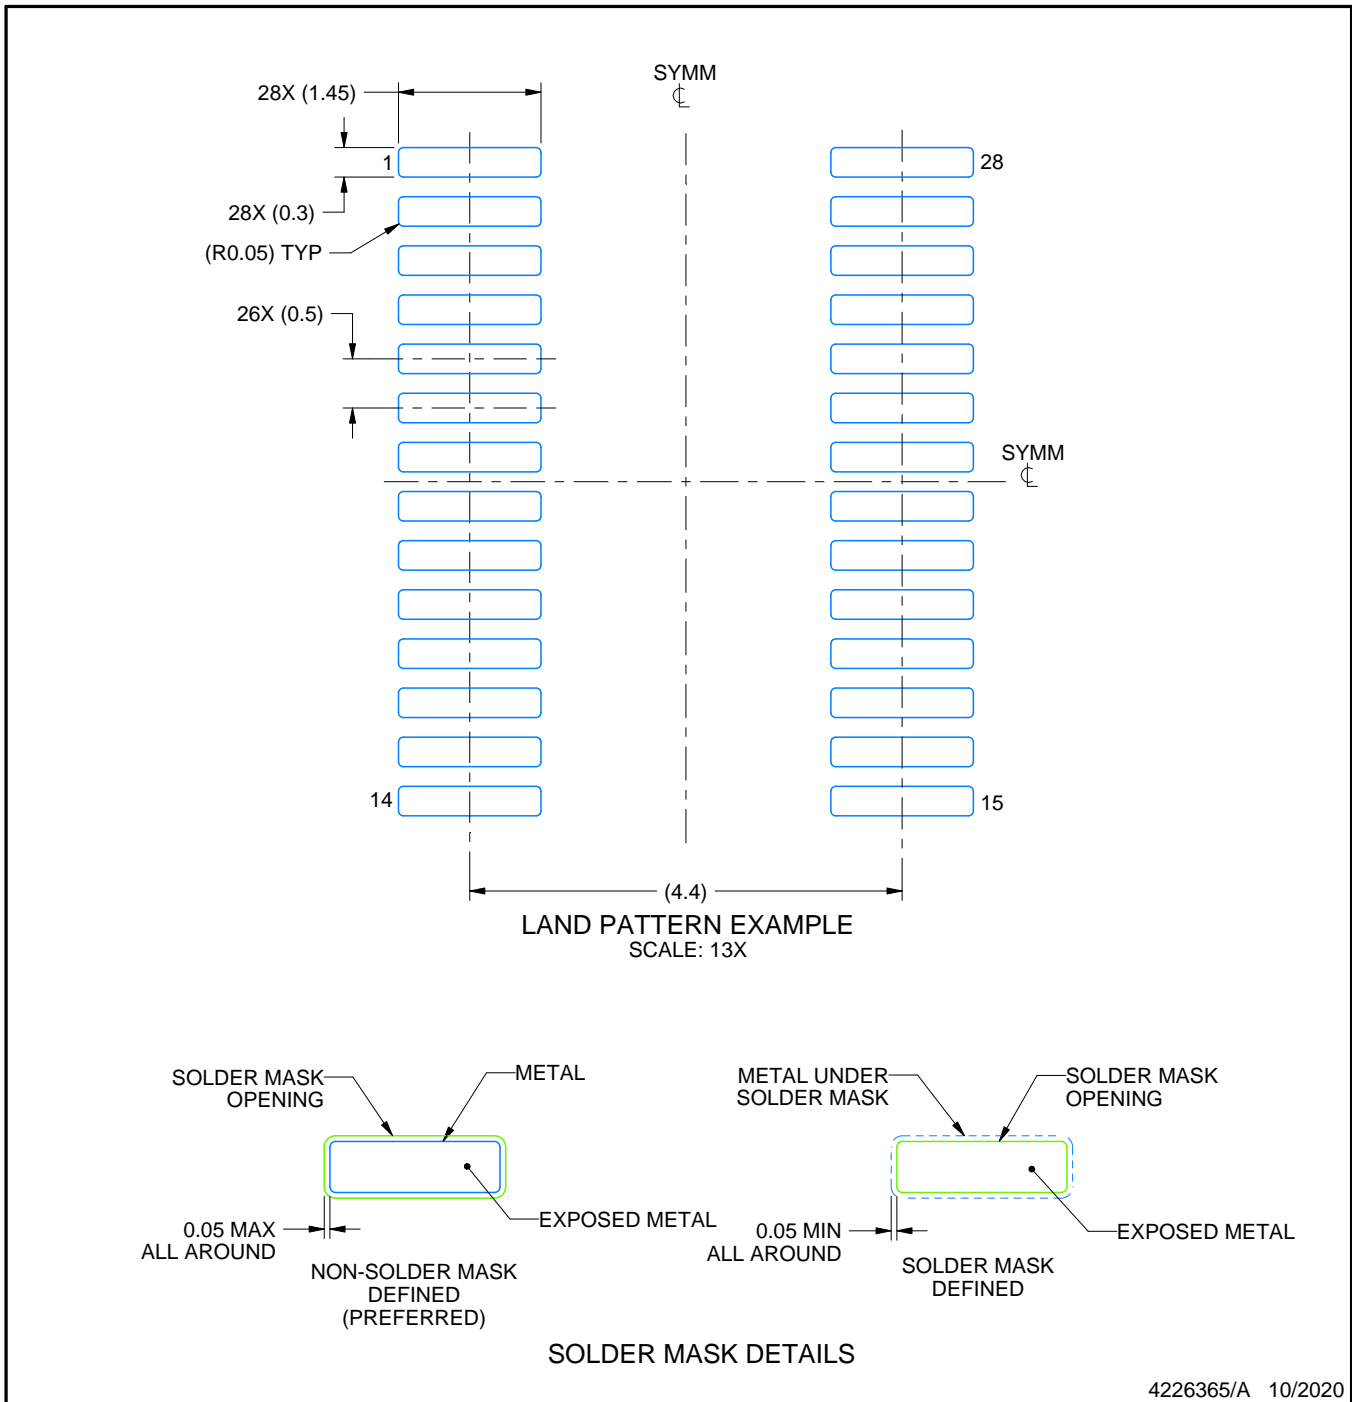 SYMM
28X (1.45)
1
28
28X (0.3)
(R0.05) TYP
26X (0.5)
SYMM
14
15
(4.4)
LAND PATTERN EXAMPLE
SCALE: 13X
SOLDER MASK
OPENING
METAL
EXPOSED METAL
0.05 MAX
ALL AROUND
NON-SOLDER MASK
DEFINED
(PREFERRED)
METAL UNDER
SOLDER MASK
SOLDER MASK
OPENING
EXPOSED METAL
0.05 MIN
ALL AROUND
SOLDER MASK
DEFINED
SOLDER MASK DETAILS
4226365/A 10/2020